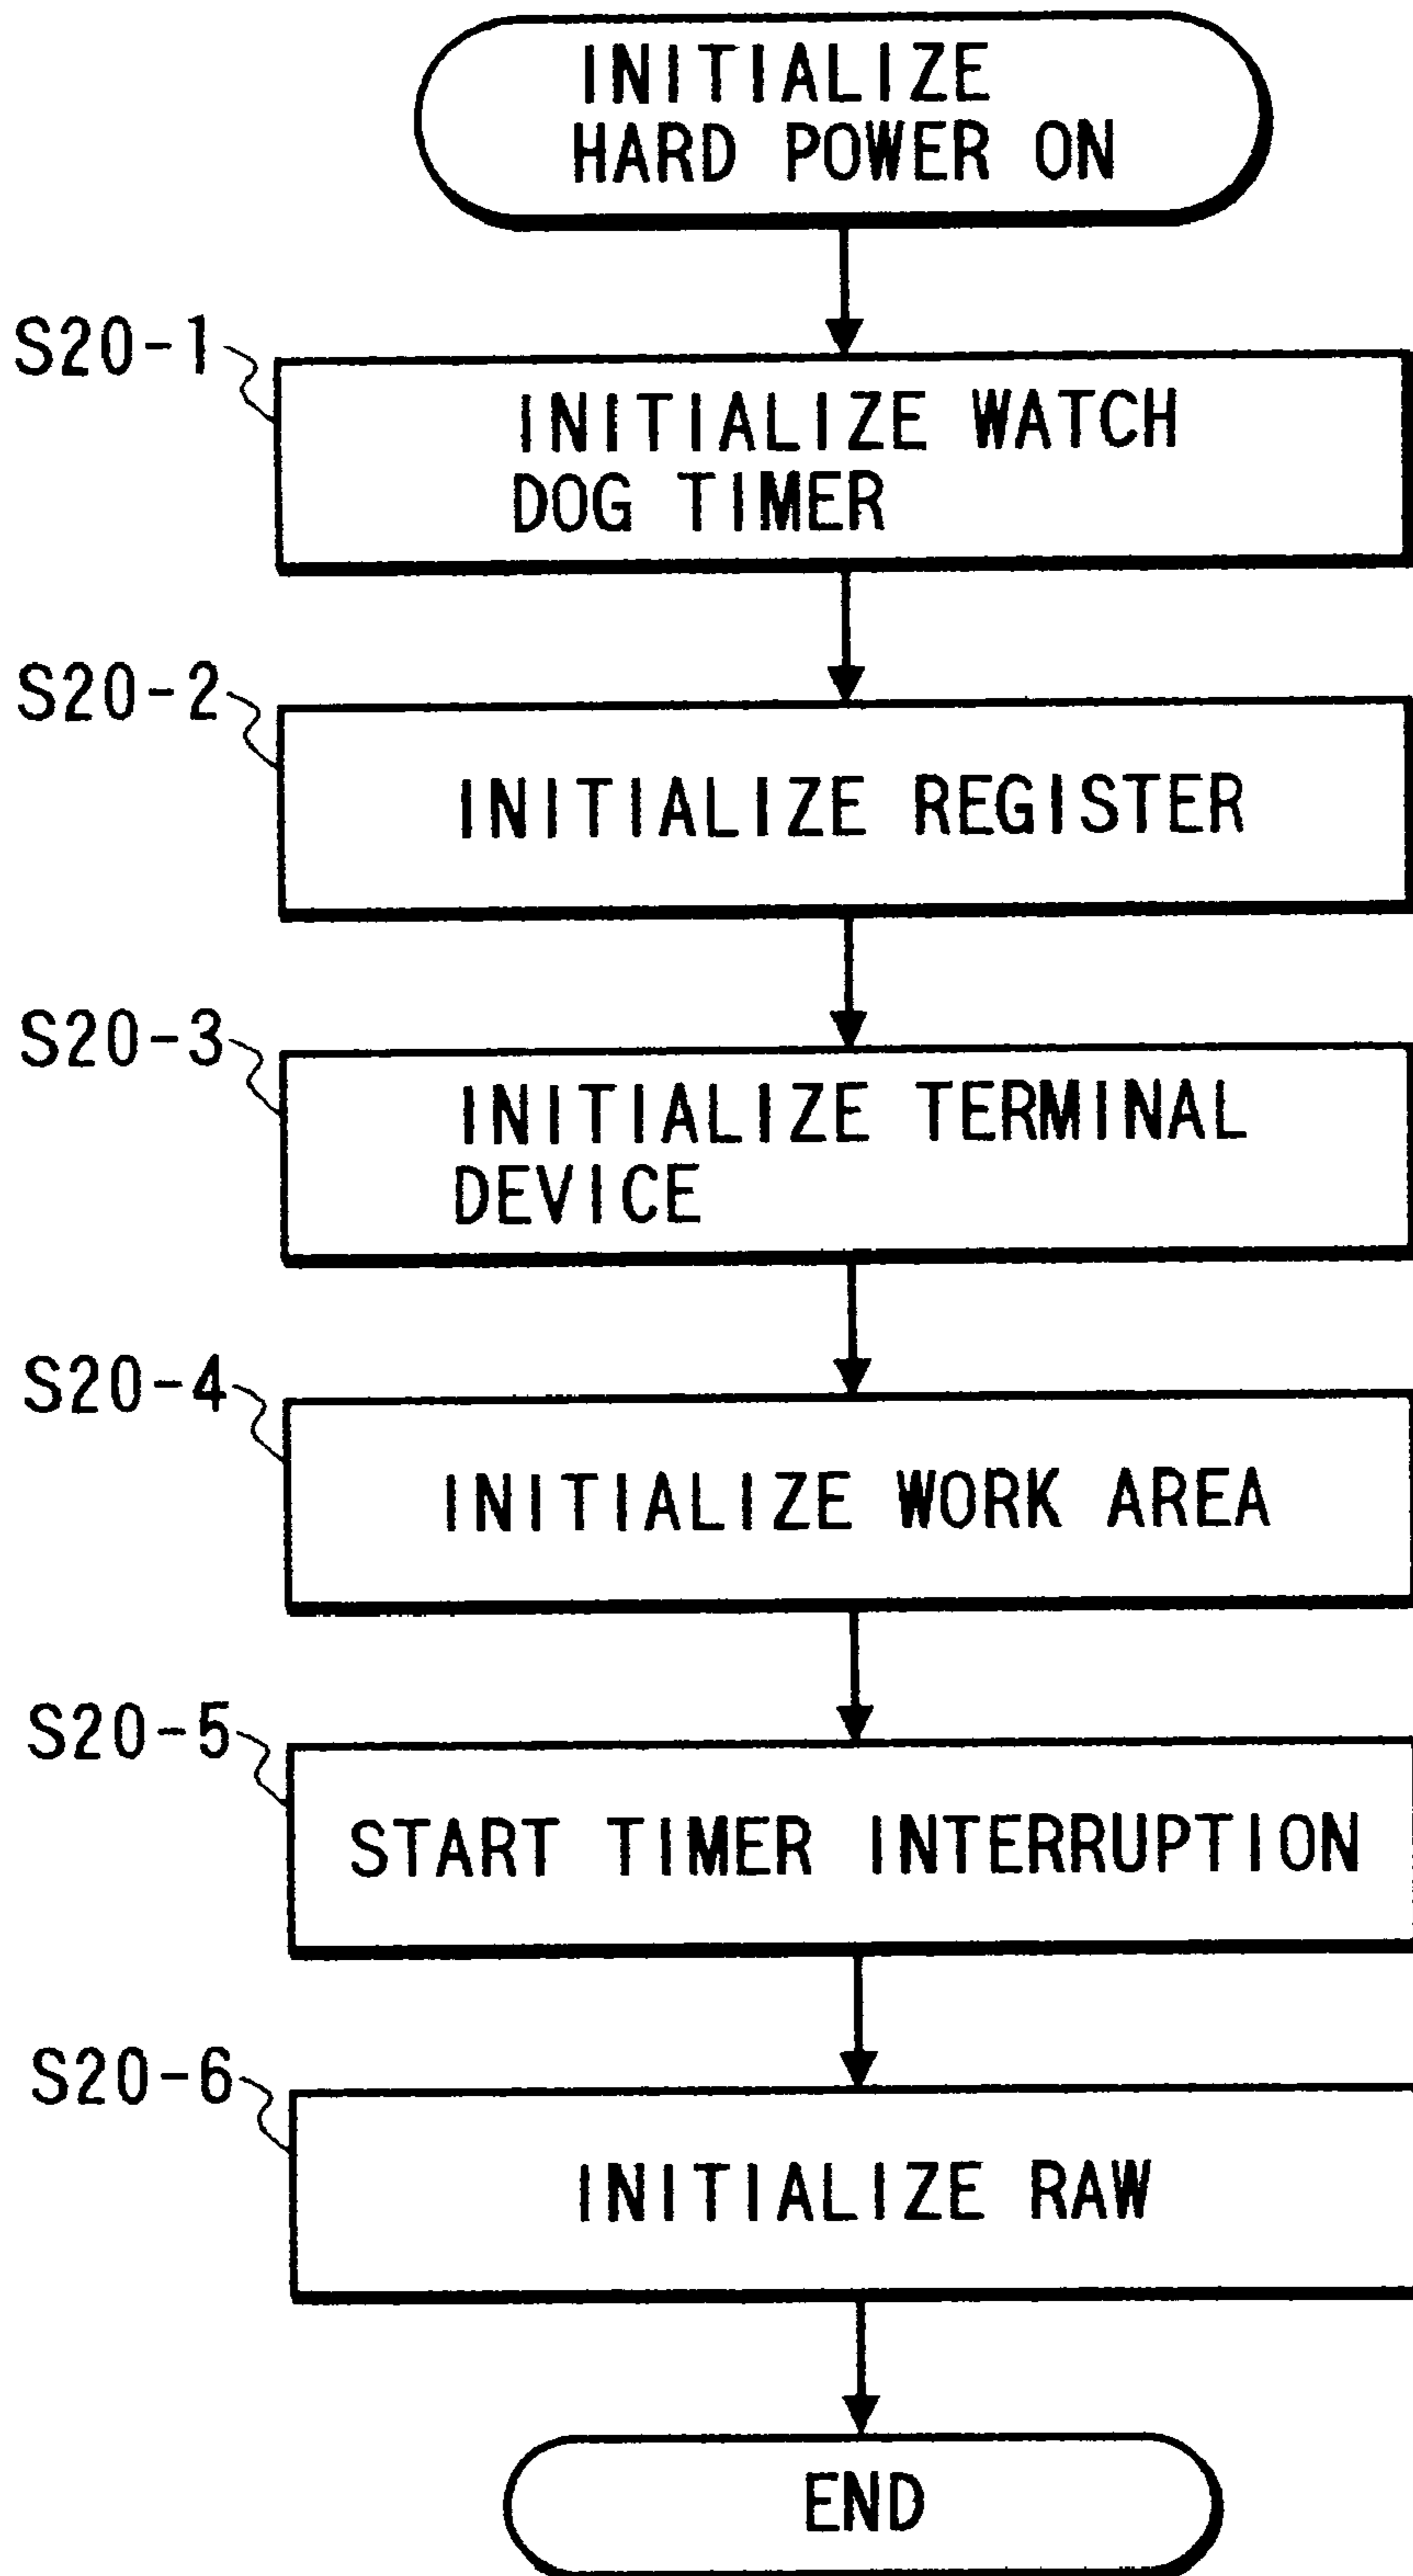 INITIALIZE
HARD POWER ON
S20-1
INITIALIZE WATCH
DOG TIMER
S20-2
INITIALIZE REGISTER
S20-3
INITIALIZE TERMINAL
DEVICE
S20-4
INITIALIZE WORK AREA
S20-5
START TIMER INTERRUPTION
S20-6
INITIALIZE RAW
END